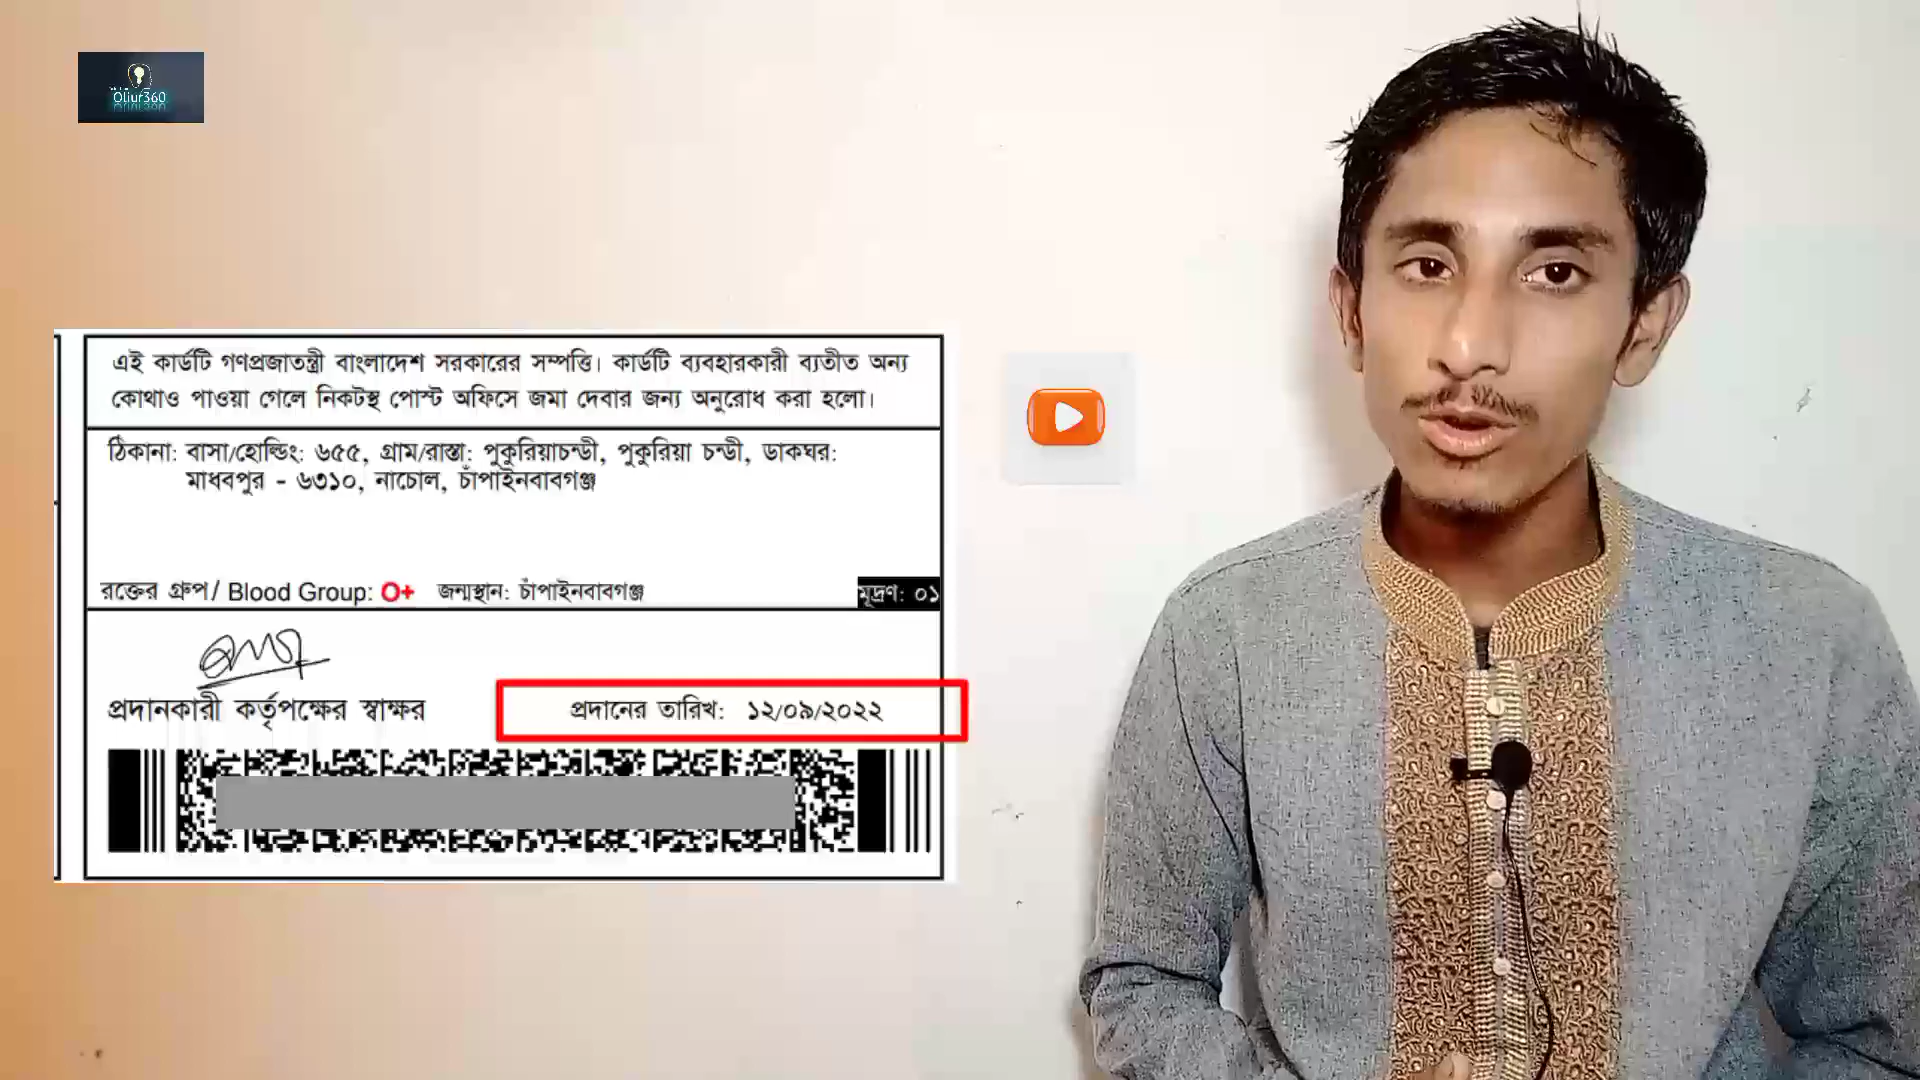 Oliur360
এই কার্ডটি গণপ্রজাতন্ত্রী বাংলাদেশ সরকারের সম্পত্তি। কার্ডটি ব্যবহারকারী ব্যতীত অন্য
কোথাও পাওয়া গেলে নিকটস্থ পোস্ট অফিসে জমা দেবার জন্য অনুরোধ করা হলো।
ঠিকানা: বাসা/হোল্ডিং: ৬৫৫, গ্রাম/রাস্তা: পুকুরিয়াচন্ডী, পুকুরিয়া চন্ডী, ডাকঘর:
মাধবপুর - ৬৩১০, নাচোল, চাঁপাইনবাবগঞ্জ
রক্তের গ্রুপ/ Blood Group: O+ জন্মস্থান: চাঁপাইনবাবগঞ্জ মূদ্রণ: ০১
প্রদানকারী কর্তৃপক্ষের স্বাক্ষর প্রদানের তারিখ: ১২/০৯/২০২২